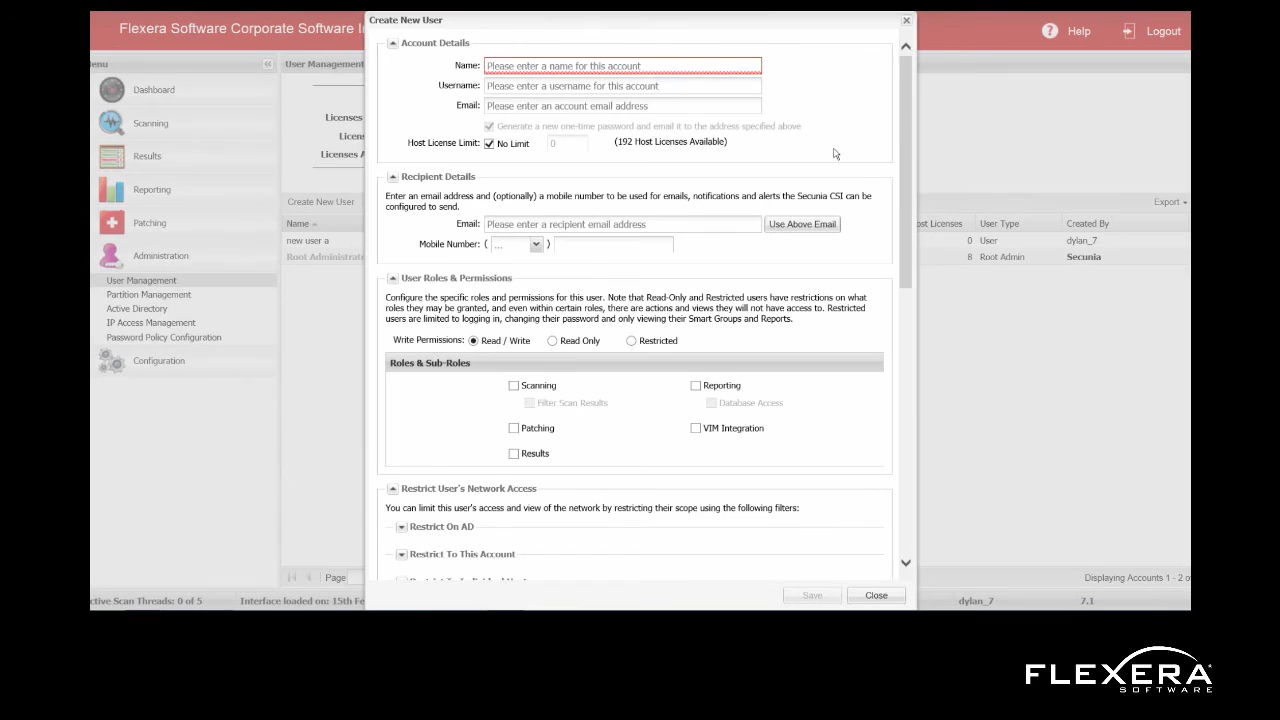 Flexera Software Corporate Software In
Create New User
Help
Logout
enu
User Management
Account Details
Name: Please enter a name for this account
Username: Please enter a username for this account
Email: Please enter an account email address
Generate a new one-time password and email it to the address specified above
Host License Limit: No Limit 0 (192 Host Licenses Available)
Dashboard
Scanning
Results
Reporting
Patching
Administration
User Management
Partition Management
Active Directory
IP Access Management
Password Policy Configuration
Configuration
Licenses
Licens
Licenses A
Create New User
Export
Name
new user a
Root Administrat
ost Licenses User Type Created By
0 User dylan_7
8 Root Admin Secunia
Recipient Details
Enter an email address and (optionally) a mobile number to be used for emails, notifications and alerts the Secunia CSI can be
configured to send.
Email: Please enter a recipient email address Use Above Email
Mobile Number: ( ... )
User Roles & Permissions
Configure the specific roles and permissions for this user. Note that Read-Only and Restricted users have restrictions on what
roles they may be granted, and even within certain roles, there are actions and views they will not have access to. Restricted
users are limited to logging in, changing their password and only viewing their Smart Groups and Reports.
Write Permissions: Read / Write Read Only Restricted
Roles & Sub-Roles
Scanning Reporting
Filter Scan Results Database Access
Patching VIM Integration
Results
Restrict User's Network Access
You can limit this user's access and view of the network by restricting their scope using the following filters:
Restrict On AD
Restrict To This Account
Page
Displaying Accounts 1 - 2 o
Save Close
ctive Scan Threads: 0 of 5 Interface loaded on: 15th Fe
dylan_7 7.1
FLEXERA
SOFTWARE